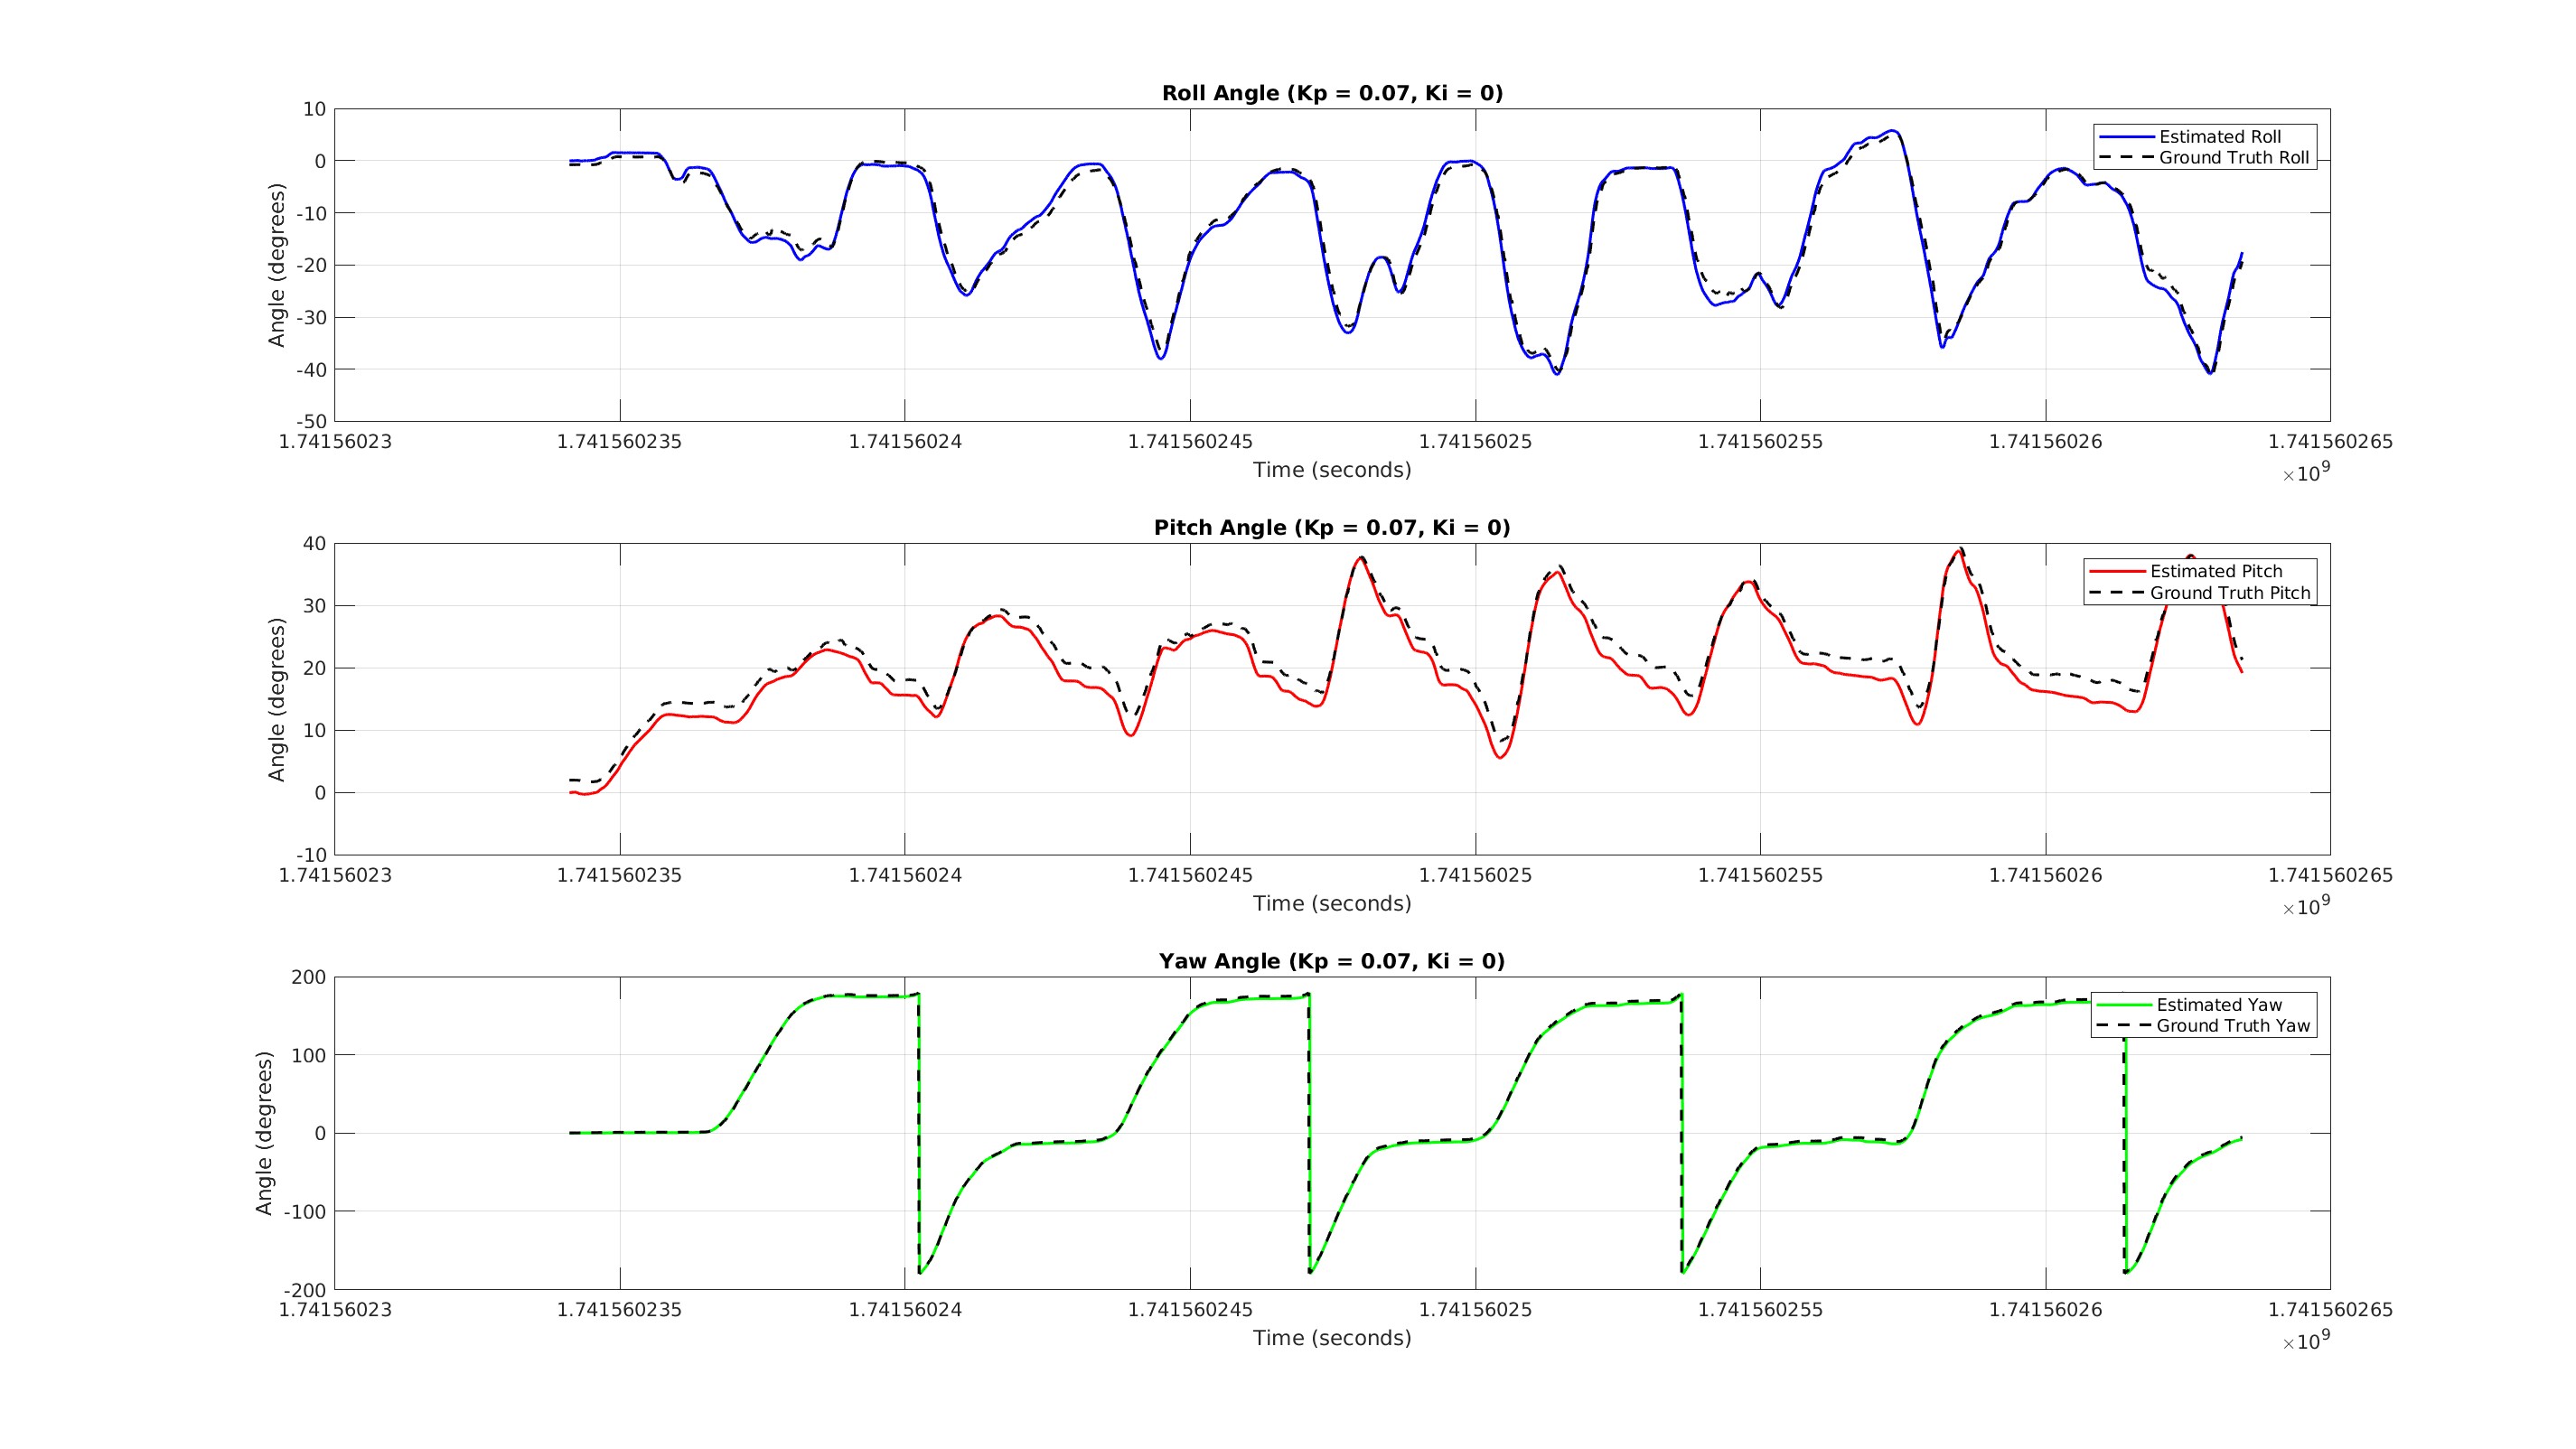 Roll Angle (Kp = 0.07, Ki = 0)
10
0
-10
-20
-30
-40
-50
Angle (degrees)
Estimated Roll
Ground Truth Roll
1.74156023 1.741560235 1.74156024 1.741560245 1.74156025 1.741560255 1.74156026 1.741560265
Time (seconds)
×10⁹
Pitch Angle (Kp = 0.07, Ki = 0)
40
30
20
10
0
-10
Angle (degrees)
Estimated Pitch
Ground Truth Pitch
1.74156023 1.741560235 1.74156024 1.741560245 1.74156025 1.741560255 1.74156026 1.741560265
Time (seconds)
×10⁹
Yaw Angle (Kp = 0.07, Ki = 0)
200
100
0
-100
-200
Angle (degrees)
Estimated Yaw
Ground Truth Yaw
1.74156023 1.741560235 1.74156024 1.741560245 1.74156025 1.741560255 1.74156026 1.741560265
Time (seconds)
×10⁹